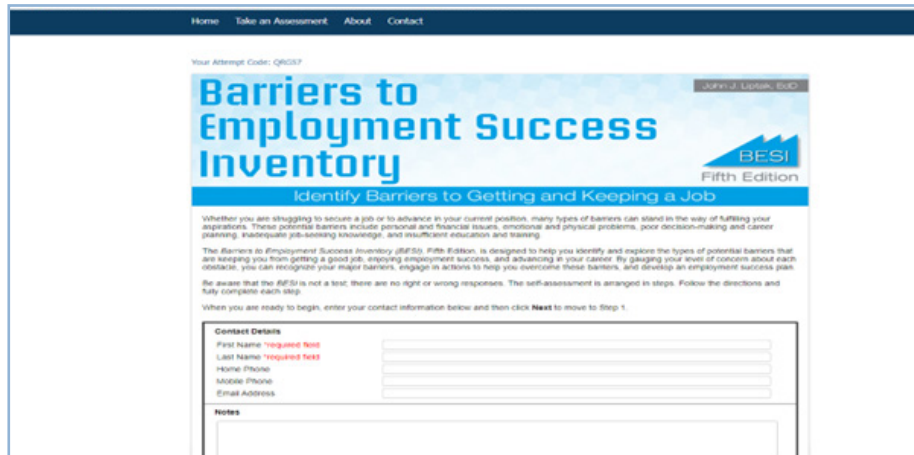 Home Take an Assessment About Contact
Your Attempt Code: QRGS7
Barriers to
Employment Success
Inventory
John J. Liptak, EdD
BESI
Fifth Edition
Identify Barriers to Getting and Keeping a Job
Whether you are struggling to secure a job or to advance in your current position, many types of barriers can stand in the way of fulfilling your
aspirations. These potential barriers include personal and financial issues, emotional and physical problems, poor decision-making and career
planning, inadequate job-seeking knowledge, and insufficient education and training.
The Barriers to Employment Success Inventory (BESI), Fifth Edition, is designed to help you identify and explore the types of potential barriers that
are keeping you from getting a good job, enjoying employment success, and advancing in your career. By gauging your level of concern about each
obstacle, you can recognize your major barriers, engage in actions to help you overcome these barriers, and develop an employment success plan.
Be aware that the BESI is not a test; there are no right or wrong responses. The self-assessment is arranged in steps. Follow the directions and
fully complete each step.
When you are ready to begin, enter your contact information below and then click Next to move to Step 1.
Contact Details
First Name *required field
Last Name *required field
Home Phone
Mobile Phone
Email Address
Notes